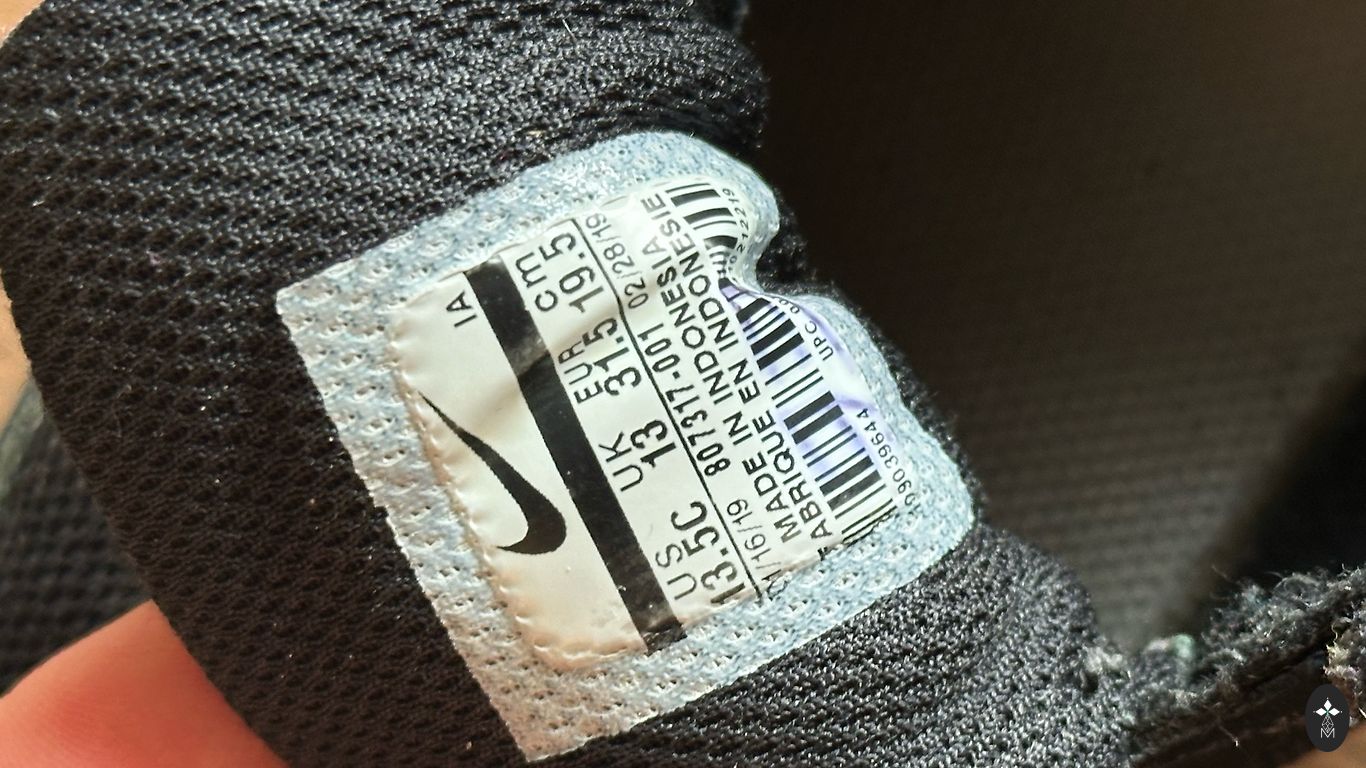 IA
US UK EUR cm
13.5C 13 31.5 19.5
01/16/19 807317-001 02/28/19
MADE IN INDONESIA
FABRIQUE EN INDONESIE
UPC
M